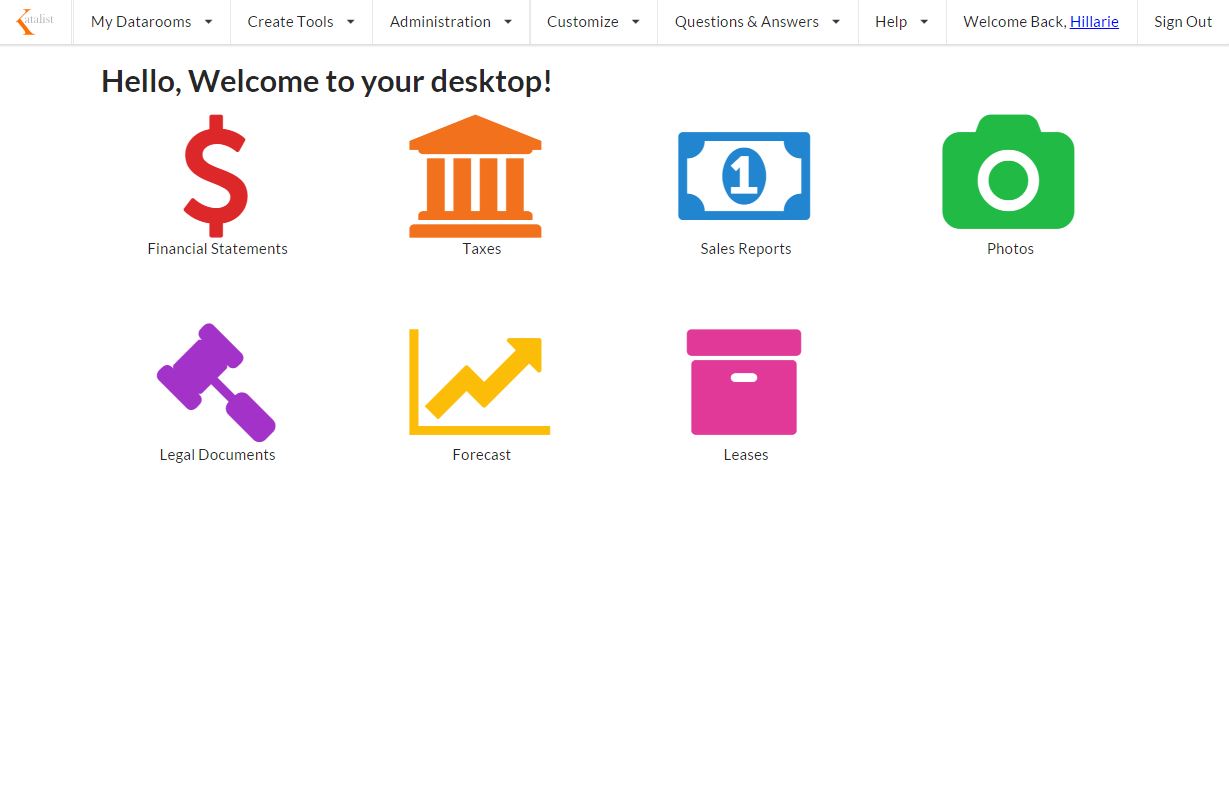 Katalist
My Datarooms
Create Tools
Administration
Customize
Questions & Answers
Help
Welcome Back, Hillarie
Sign Out
Hello, Welcome to your desktop!
1
Financial Statements
Taxes
Sales Reports
Photos
Legal Documents
Forecast
Leases